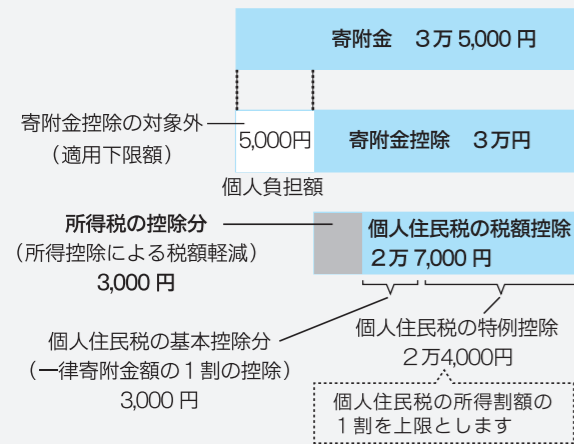 寄附金　3万5,000円
寄附金控除の対象外
（適用下限額）
5,000円
寄附金控除　3万円
個人負担額
所得税の控除分
（所得控除による税額軽減）
3,000円
個人住民税の税額控除
2万7,000円
個人住民税の基本控除分
（一律寄附金額の1割の控除）
3,000円
個人住民税の特例控除
2万4,000円
個人住民税の所得割額の
1割を上限とします